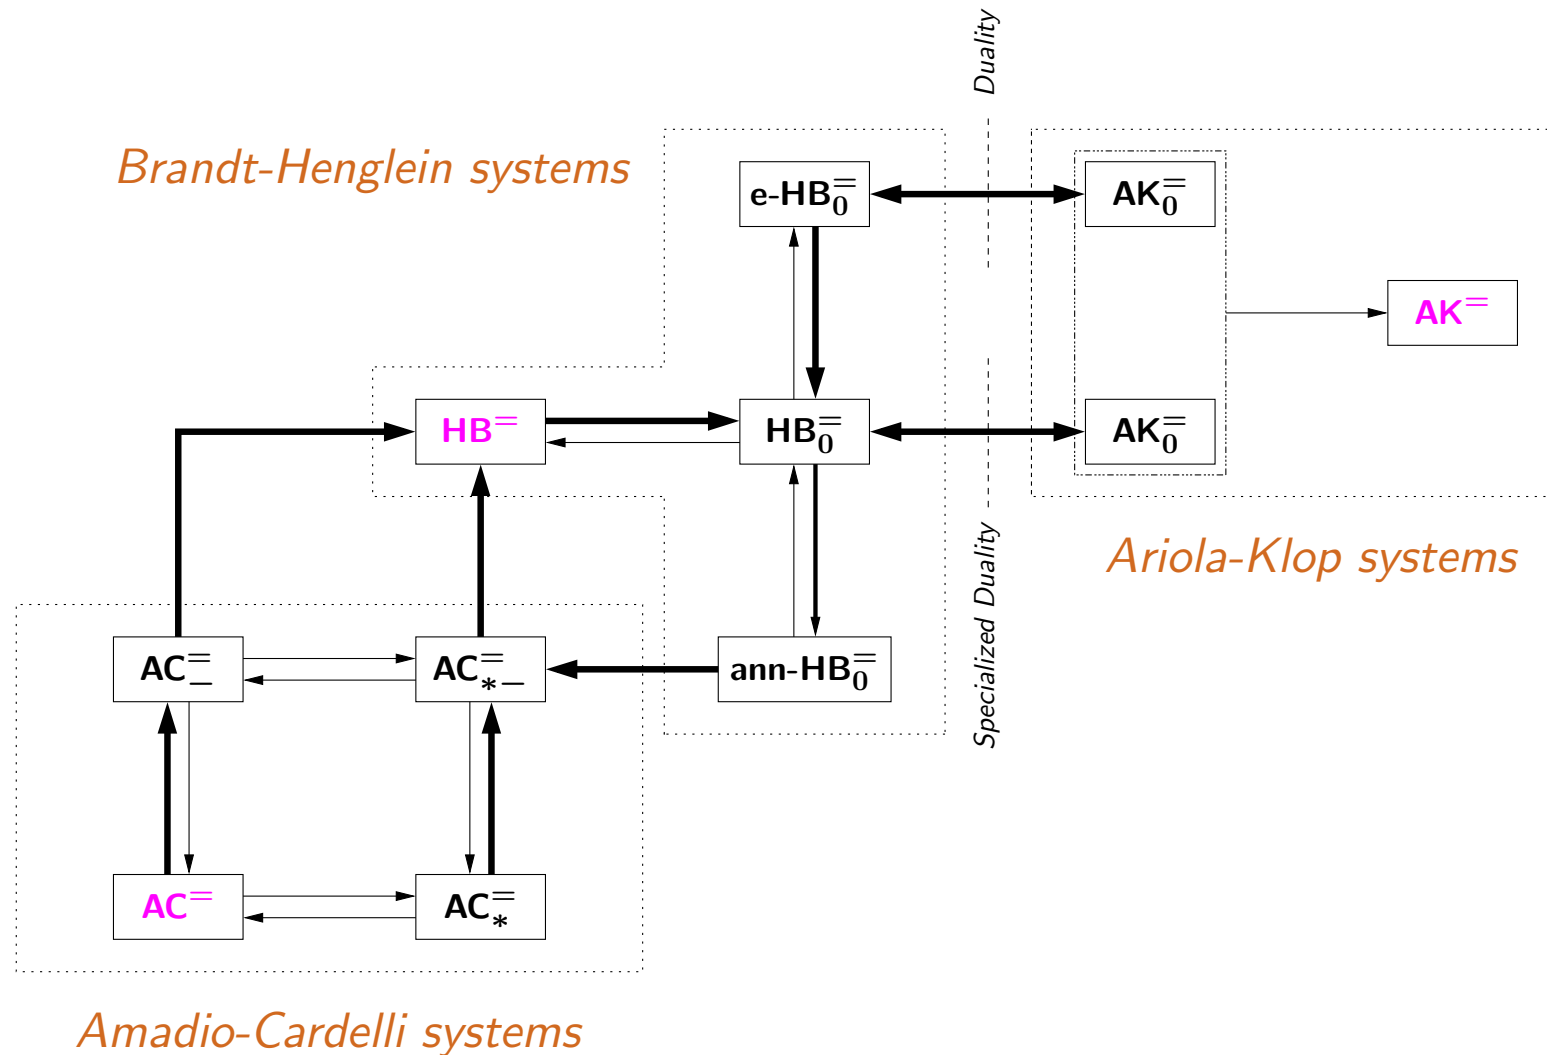 Duality
Brandt-Henglein systems
e-HB₀⁼
AK₀⁼
AK⁼
HB⁼
HB₀⁼
AK₀⁼
Specialized Duality
Ariola-Klop systems
AC₋⁼
AC⁼∗₋
ann-HB₀⁼
AC⁼
AC⁼∗
Amadio-Cardelli systems